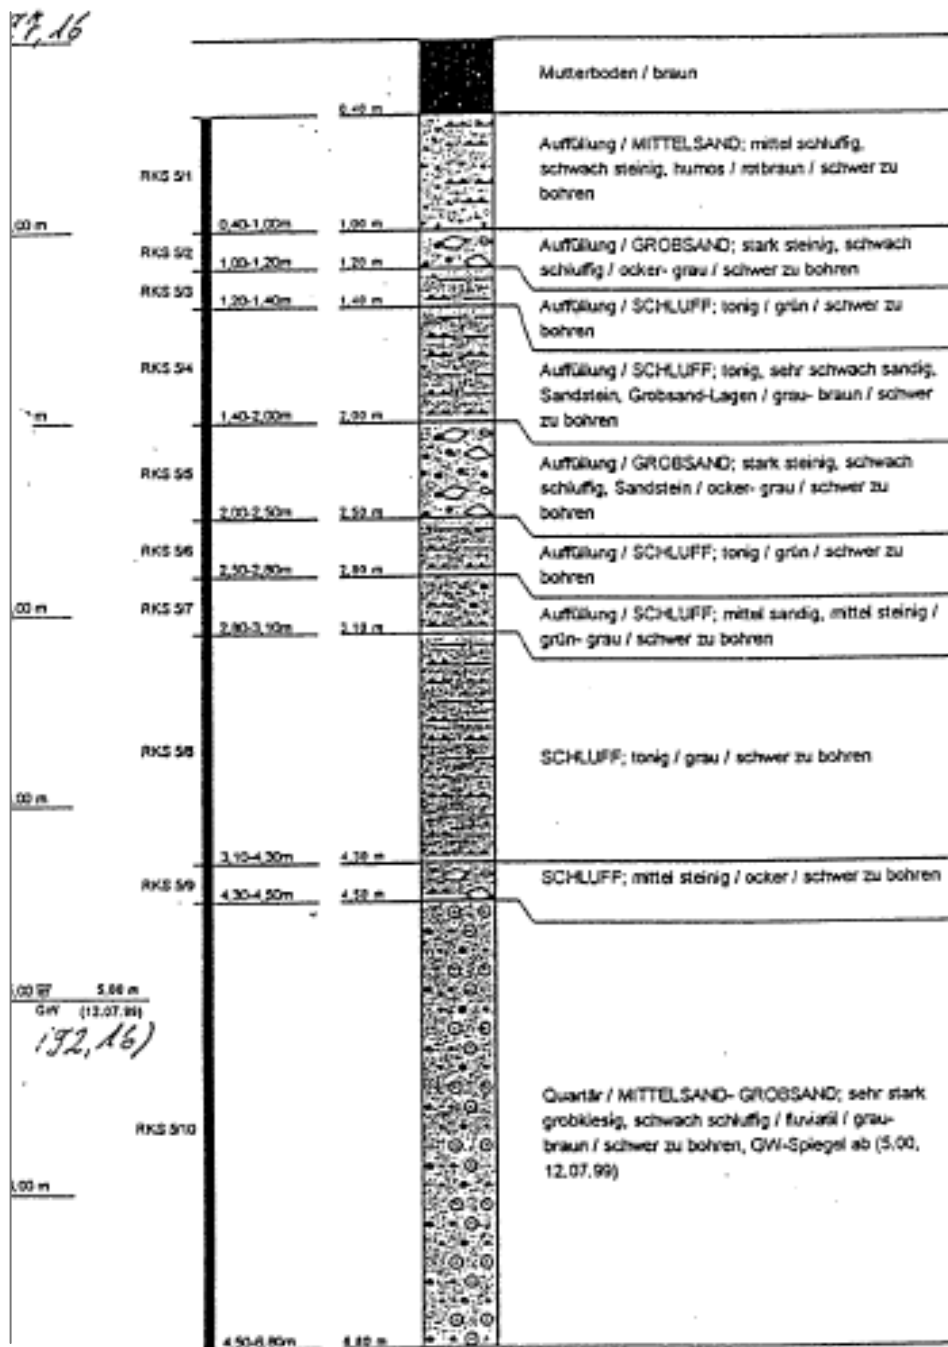 Mutterboden / braun
0,40 m
Auffüllung / MITTELSAND; mittel schluffig,
schwach steinig, humos / rotbraun / schwer zu
bohren
RKS 5/1
,00 m
0,40-1,00m 1,00 m
Auffüllung / GROBSAND; stark steinig, schwach
schluffig / ocker- grau / schwer zu bohren
RKS 5/2
1,00-1,20m 1,20 m
RKS 5/3
1,20-1,40m 1,40 m
Auffüllung / SCHLUFF; tonig / grün / schwer zu
bohren
RKS 5/4
Auffüllung / SCHLUFF; tonig, sehr schwach sandig,
Sandstein, Grobsand-Lagen / grau- braun / schwer
zu bohren
m
1,40-2,00m 2,00 m
RKS 5/5
Auffüllung / GROBSAND; stark steinig, schwach
schluffig, Sandstein / ocker- grau / schwer zu
bohren
2,00-2,50m 2,50 m
RKS 5/6
Auffüllung / SCHLUFF; tonig / grün / schwer zu
bohren
2,50-2,80m 2,80 m
RKS 5/7
,00 m
Auffüllung / SCHLUFF; mittel sandig, mittel steinig /
grün- grau / schwer zu bohren
2,80-3,10m 3,10 m
RKS 5/8
SCHLUFF; tonig / grau / schwer zu bohren
,00 m
3,10-4,30m 4,30 m
RKS 5/9
SCHLUFF; mittel steinig / ocker / schwer zu bohren
4,30-4,50m 4,50 m
,00 5,00 m
GW (12.07.99)
192,16)
RKS 5/10
Quartär / MITTELSAND- GROBSAND; sehr stark
grobkiesig, schwach schluffig / fluviatil / grau-
braun / schwer zu bohren, GW-Spiegel ab (5,00,
12.07.99)
,00 m
4,50-6,80m 6,80 m